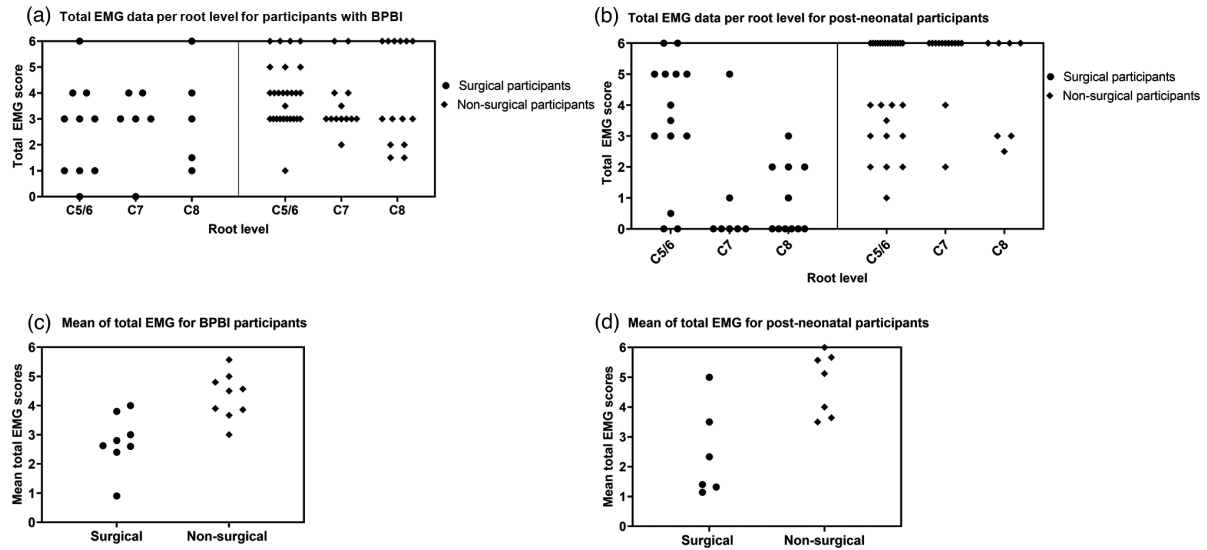 (a) Total EMG data per root level for participants with BPBI
Total EMG score
6
5
4
3
2
1
0
C5/6 C7 C8 C5/6 C7 C8
Root level
Surgical participants
Non-surgical participants
(b) Total EMG data per root level for post-neonatal participants
Total EMG score
6
5
4
3
2
1
0
C5/6 C7 C8 C5/6 C7 C8
Root level
Surgical participants
Non-surgical participants
(c) Mean of total EMG for BPBI participants
Mean total EMG scores
6
5
4
3
2
1
0
Surgical Non-surgical
(d) Mean of total EMG for post-neonatal participants
Mean total EMG scores
6
5
4
3
2
1
0
Surgical Non-surgical